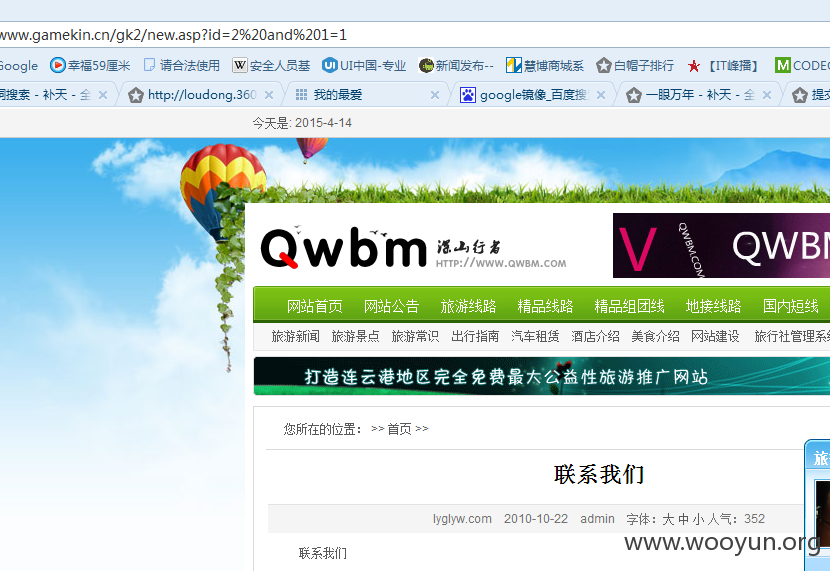 www.gamekin.cn/gk2/new.asp?id=2%20and%201=1
Google 幸福59厘米 请合法使用 安全人员基 UI中国-专业 新闻发布-- 慧博商城系 白帽子排行 【IT峰播】 CODEC
词搜索 - 补天 - 全 http://loudong.360 我的最爱 google镜像_百度搜 一眼万年 - 补天 - 全 提交
今天是: 2015-4-14
Qwbm 深山行者
HTTP://WWW.QWBM.COM
V QWBM.COM QWBM
网站首页 网站公告 旅游线路 精品线路 精品组团线 地接线路 国内短线
旅游新闻 旅游景点 旅游常识 出行指南 汽车租赁 酒店介绍 美食介绍 网站建设 旅行社管理系统
打造连云港地区完全免费最大公益性旅游推广网站
您所在的位置： >> 首页 >>
旅
联系我们
lyglyw.com 2010-10-22 admin 字体：大 中 小 人气：352
www.wooyun.org
联系我们